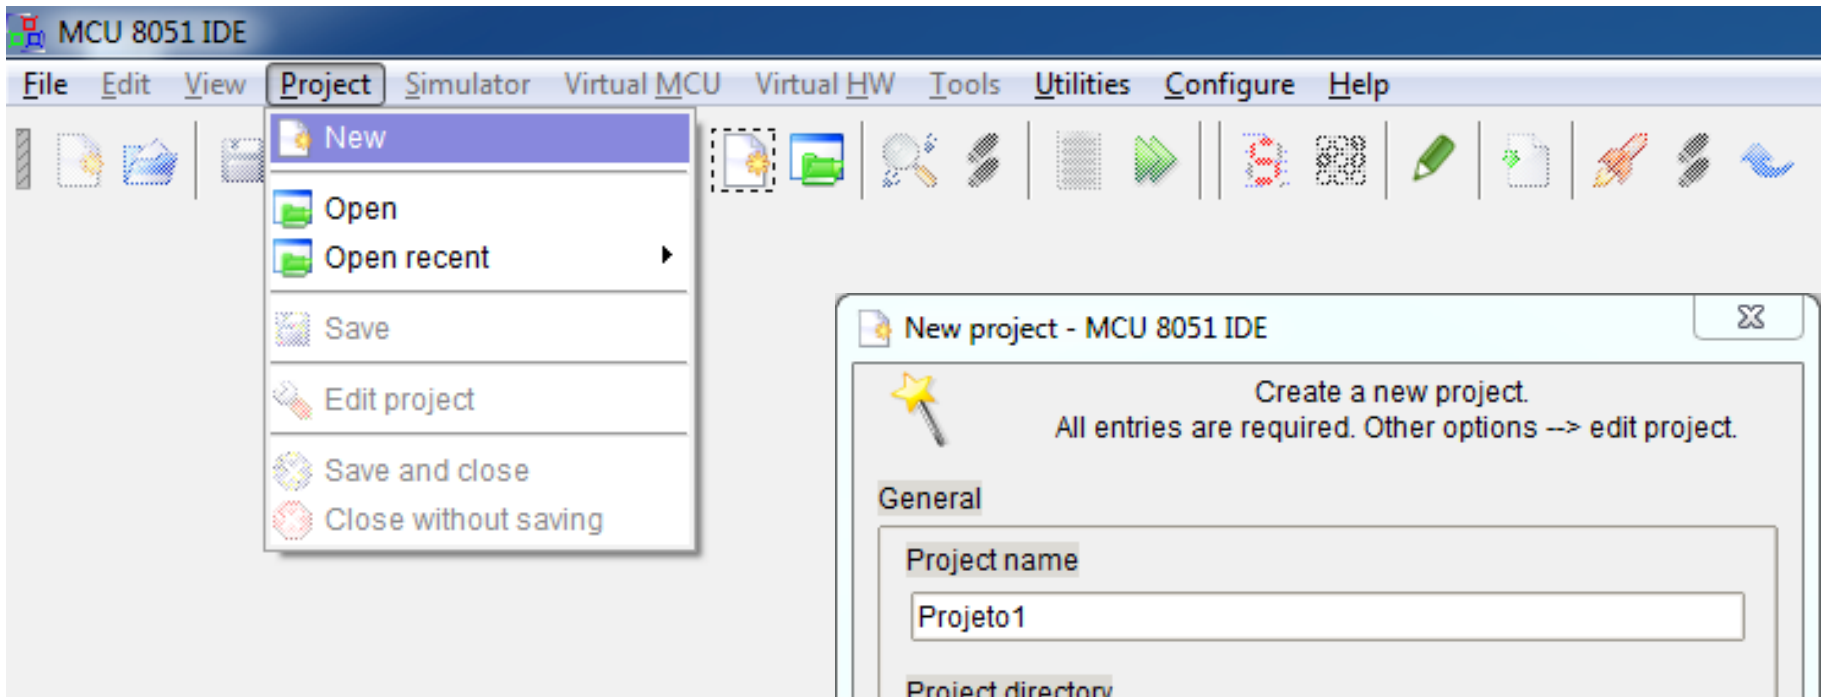 MCU 8051 IDE
File Edit View Project Simulator Virtual MCU Virtual HW Tools Utilities Configure Help
New
Open
Open recent
Save
Edit project
Save and close
Close without saving
New project - MCU 8051 IDE
Create a new project.
All entries are required. Other options --> edit project.
General
Project name
Projeto1
Project directory